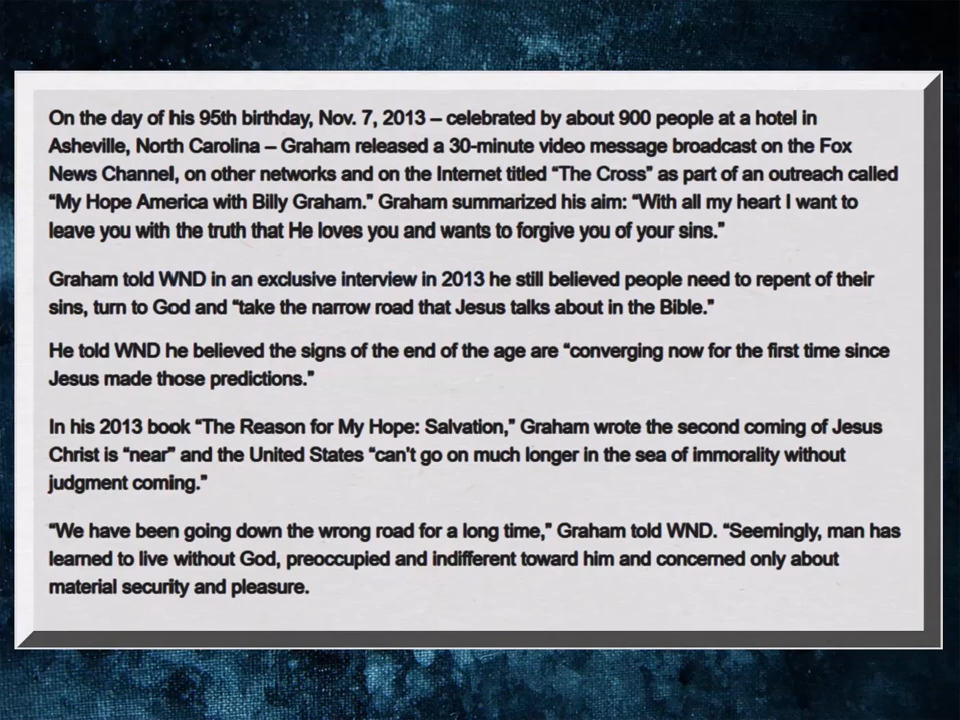 On the day of his 95th birthday, Nov. 7, 2013 – celebrated by about 900 people at a hotel in
Asheville, North Carolina – Graham released a 30-minute video message broadcast on the Fox
News Channel, on other networks and on the Internet titled “The Cross” as part of an outreach called
“My Hope America with Billy Graham.” Graham summarized his aim: “With all my heart I want to
leave you with the truth that He loves you and wants to forgive you of your sins.”
Graham told WND in an exclusive interview in 2013 he still believed people need to repent of their
sins, turn to God and “take the narrow road that Jesus talks about in the Bible.”
He told WND he believed the signs of the end of the age are “converging now for the first time since
Jesus made those predictions.”
In his 2013 book “The Reason for My Hope: Salvation,” Graham wrote the second coming of Jesus
Christ is “near” and the United States “can’t go on much longer in the sea of immorality without
judgment coming.”
“We have been going down the wrong road for a long time,” Graham told WND. “Seemingly, man has
learned to live without God, preoccupied and indifferent toward him and concerned only about
material security and pleasure.